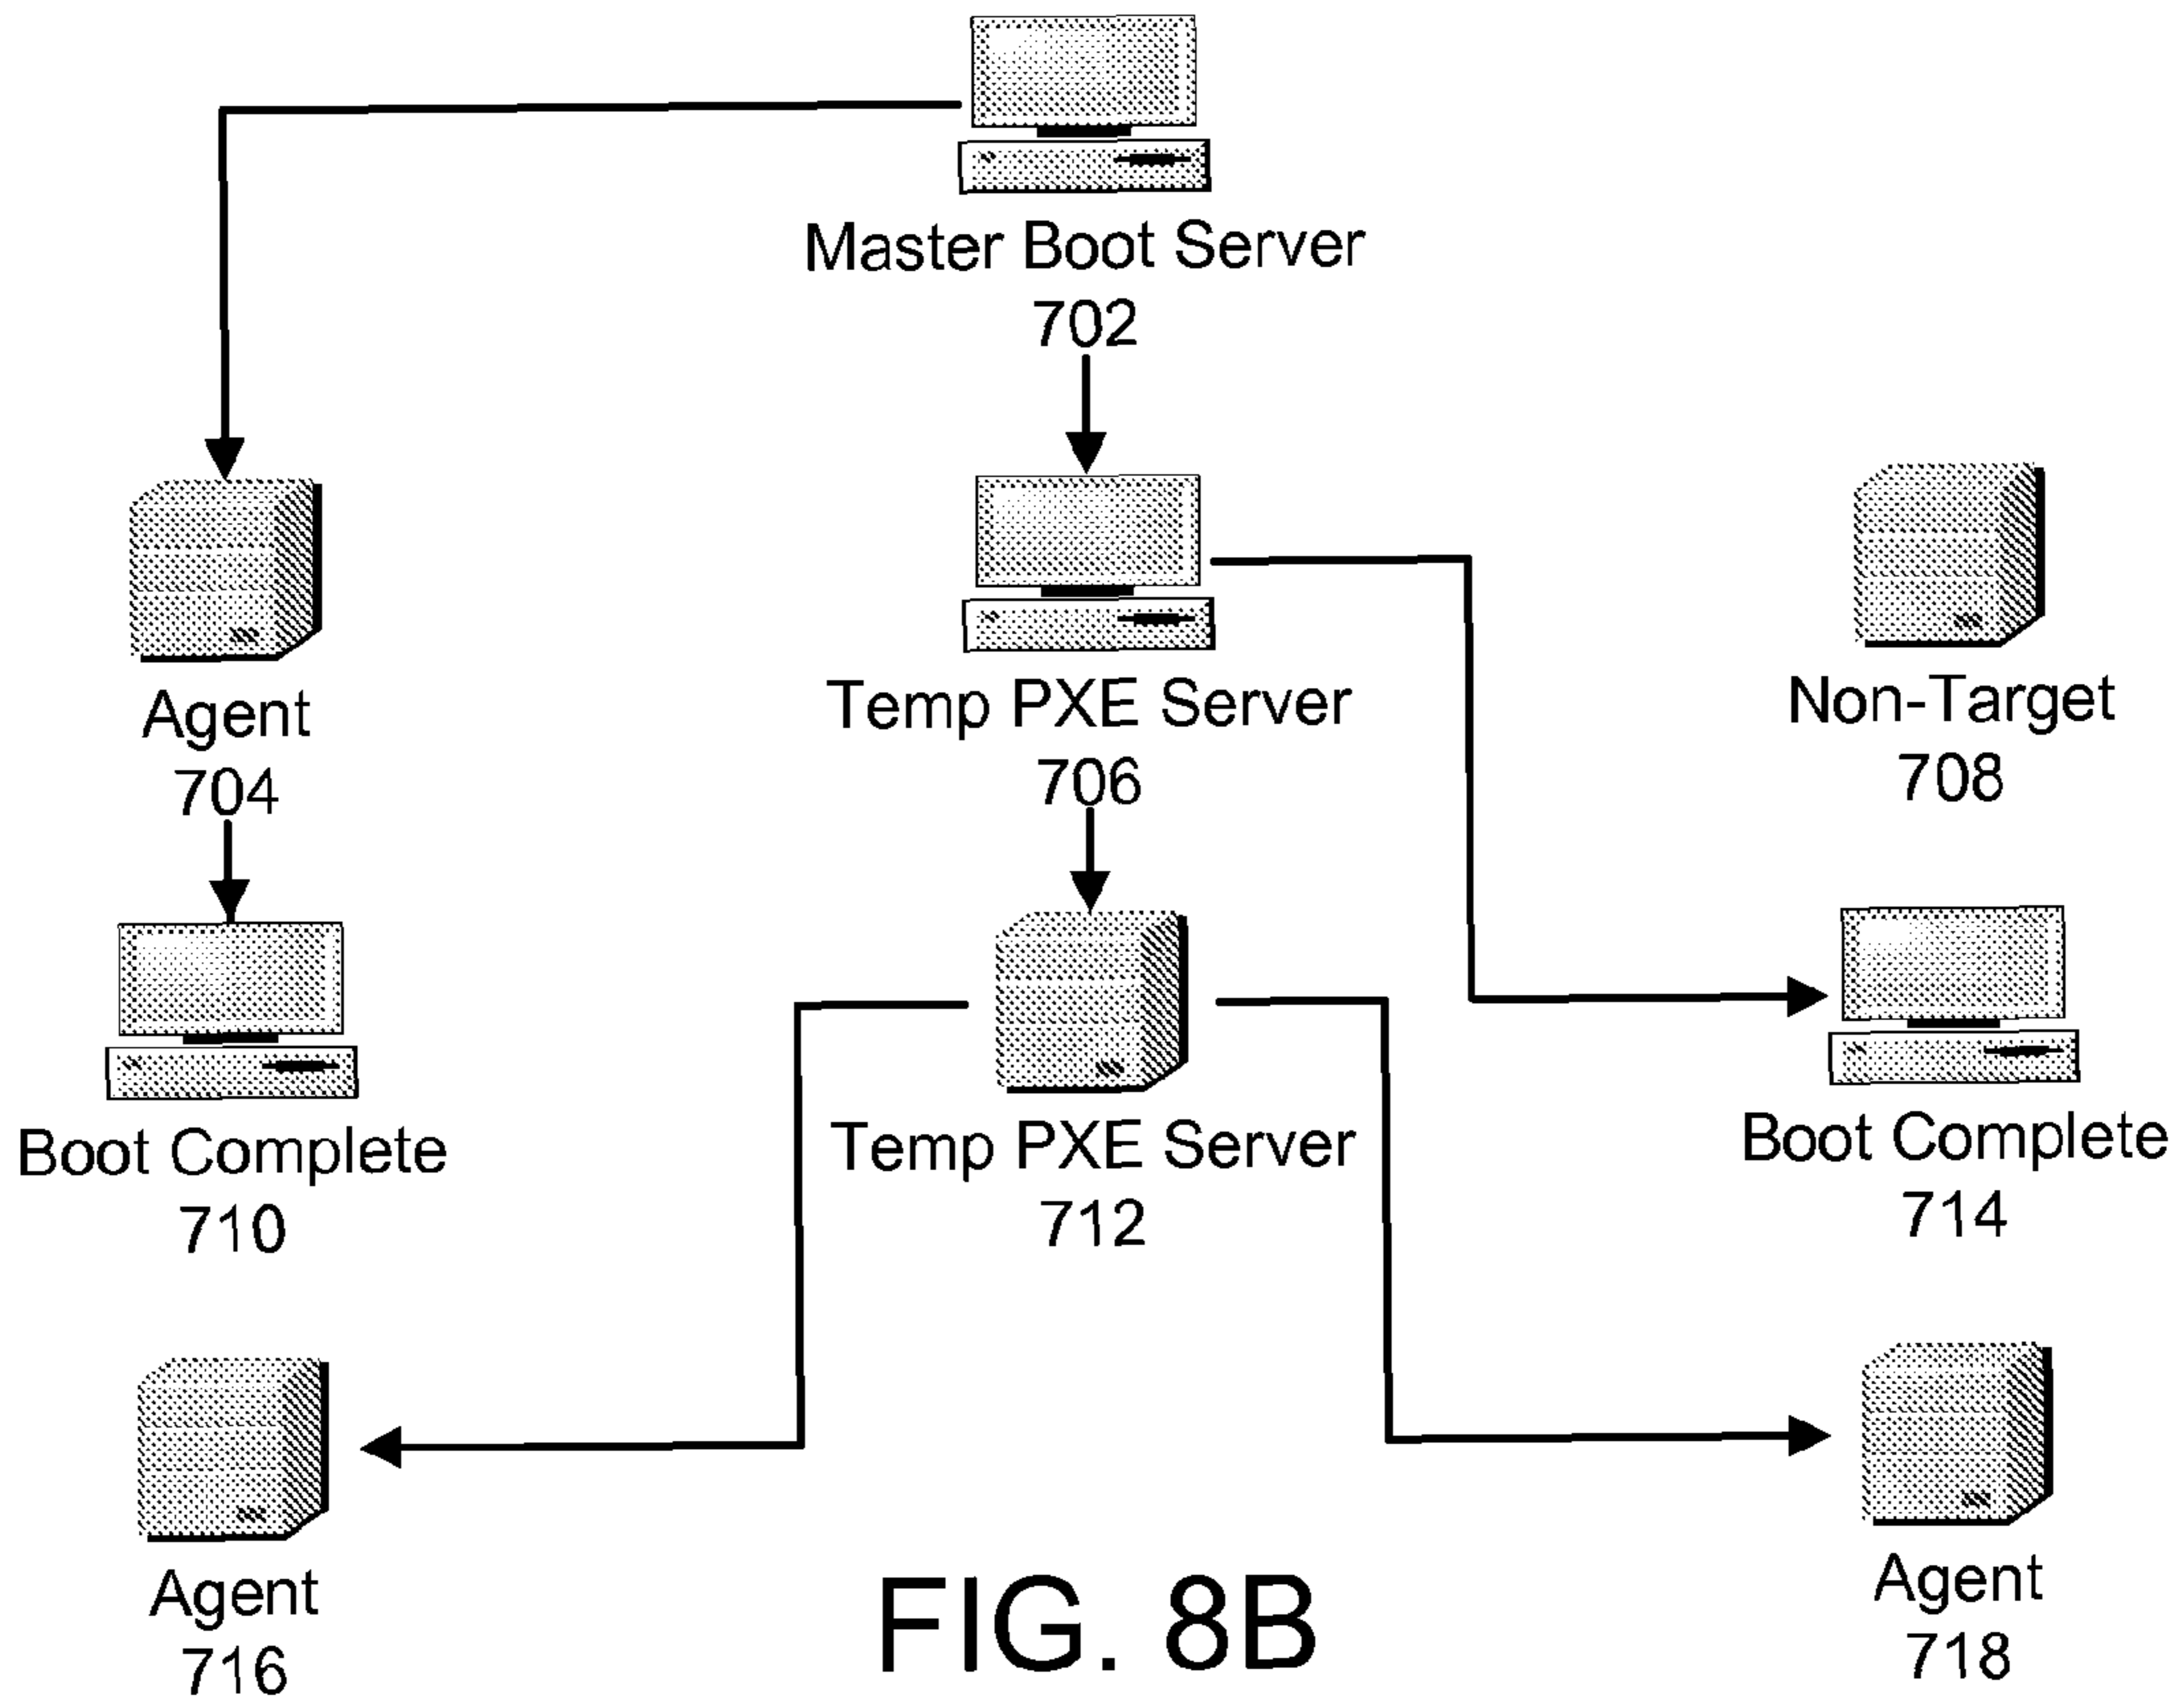 Master Boot Server
702
Agent
704
Temp PXE Server
706
Non-Target
708
Boot Complete
710
Temp PXE Server
712
Boot Complete
714
Agent
716
Agent
718
FIG. 8B